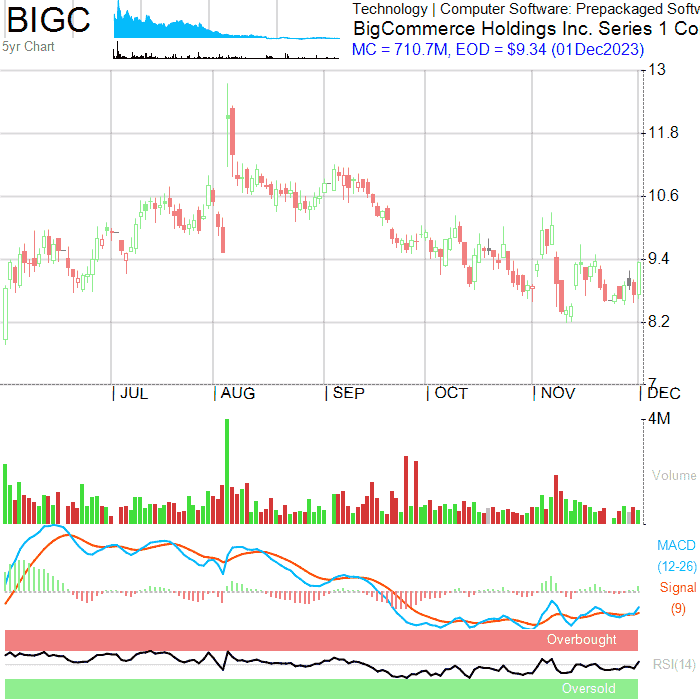 BIGC
5yr Chart
Technology | Computer Software: Prepackaged Softw
BigCommerce Holdings Inc. Series 1 Co
MC = 710.7M, EOD = $9.34 (01Dec2023)
13
11.8
10.6
9.4
8.2
7
| JUL | AUG | SEP | OCT | NOV | DEC
4M
Volume
MACD
(12-26)
Signal
(9)
Overbought
RSI(14)
Oversold